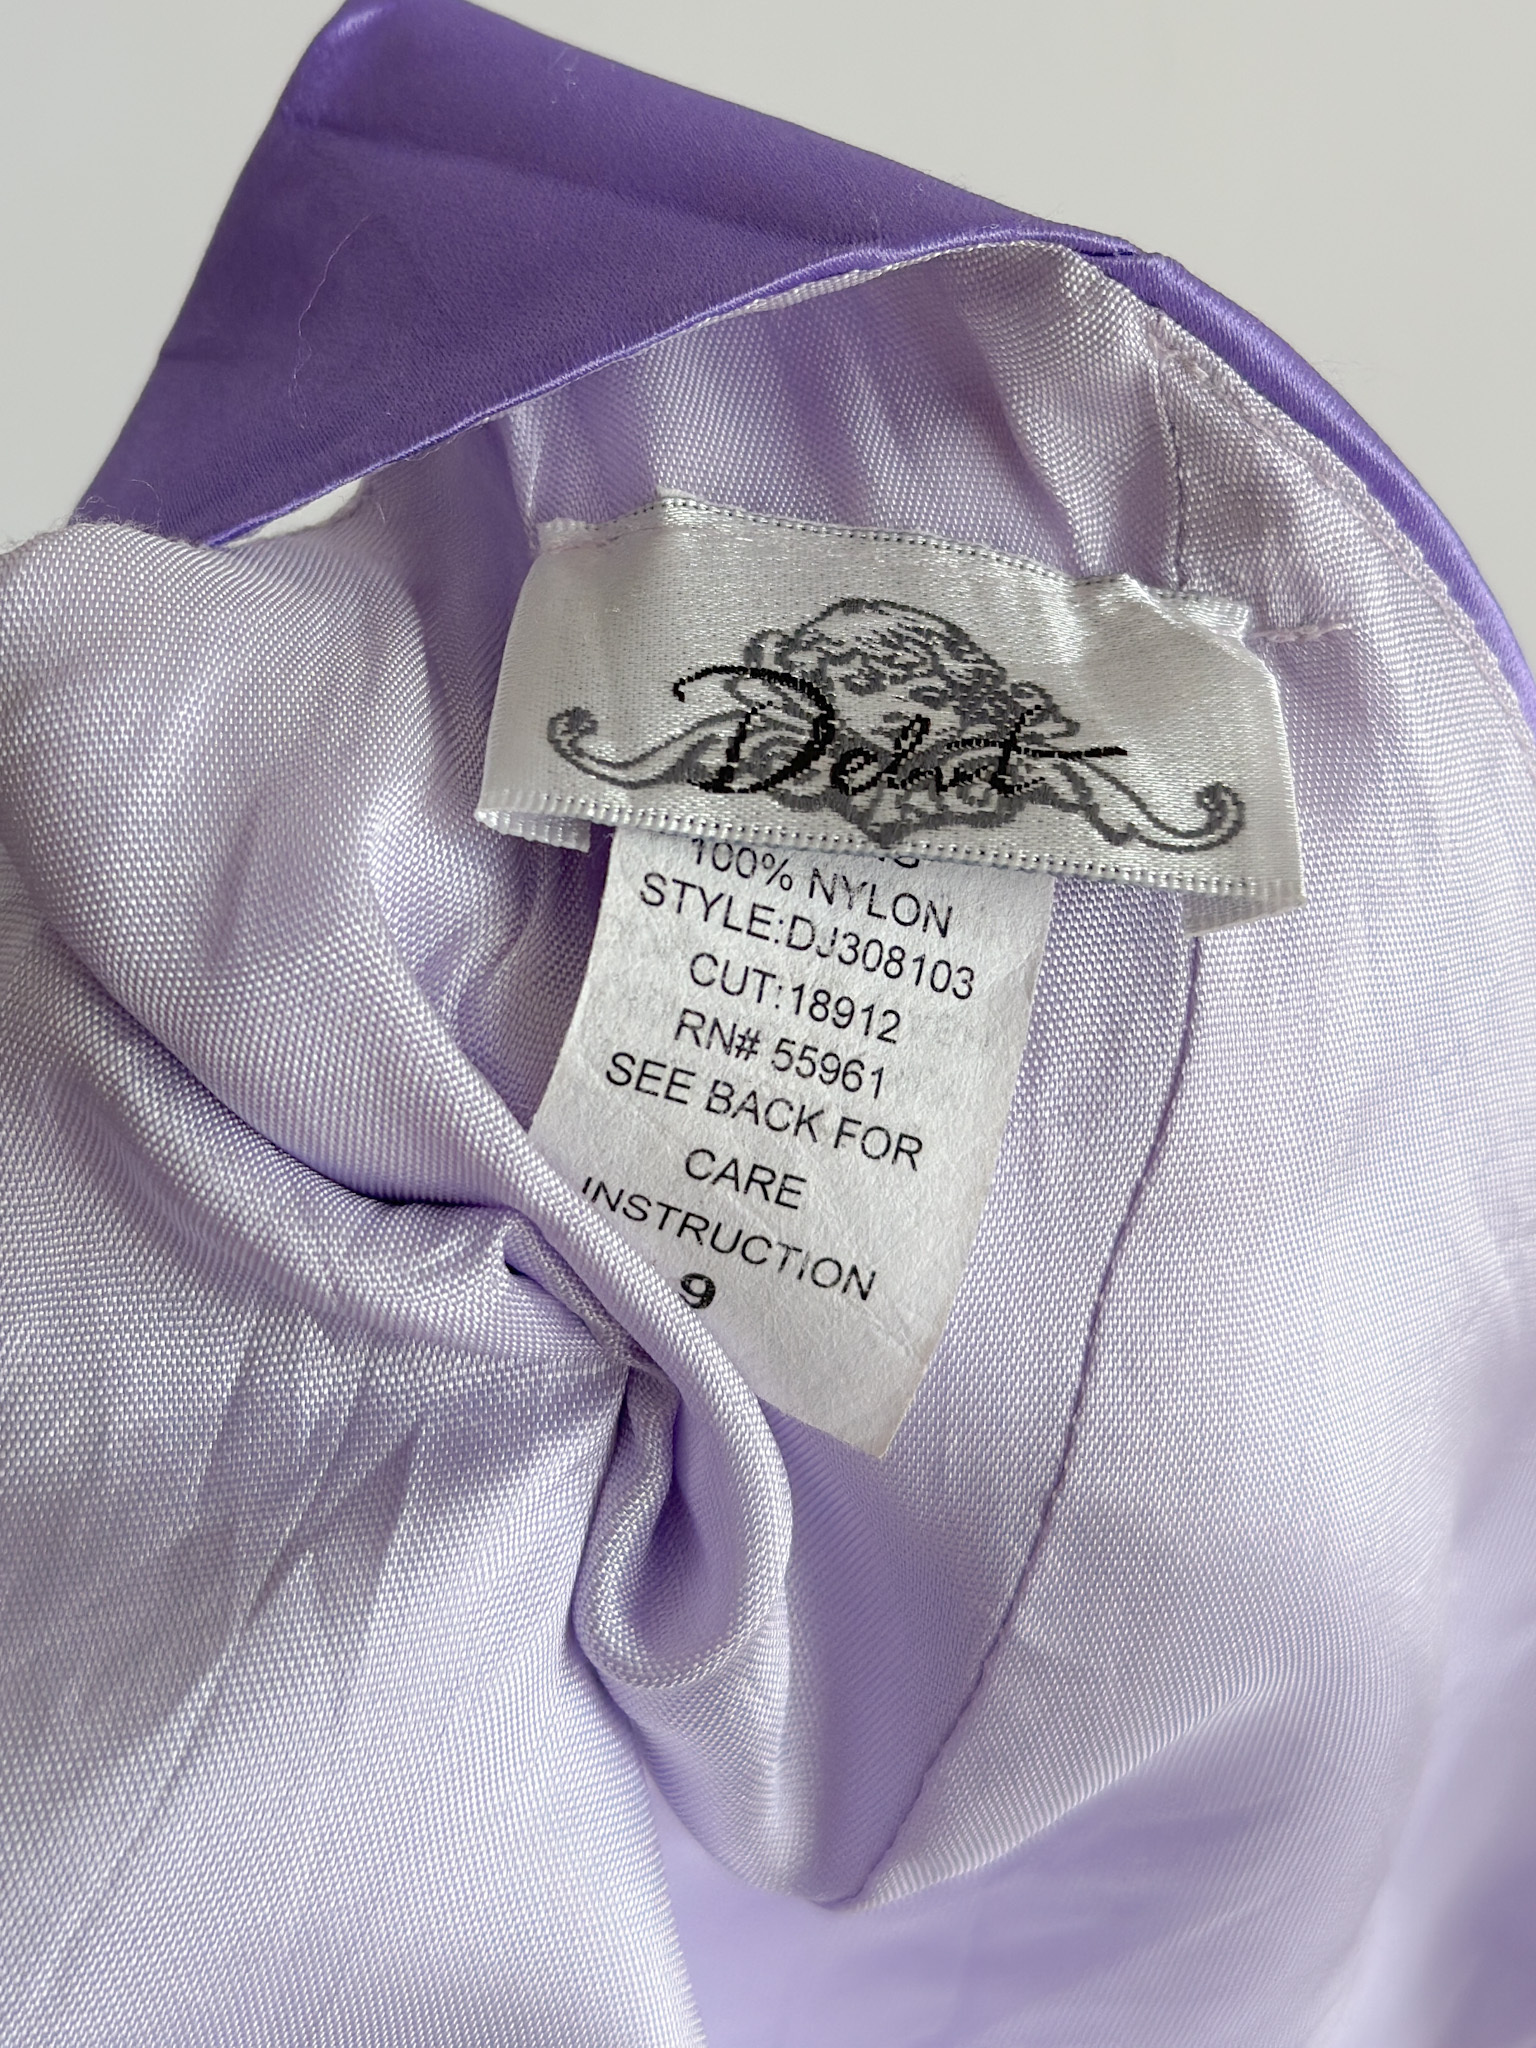 Debut
100% NYLON
STYLE:DJ308103
CUT:18912
RN# 55961
SEE BACK FOR
CARE
INSTRUCTION
9